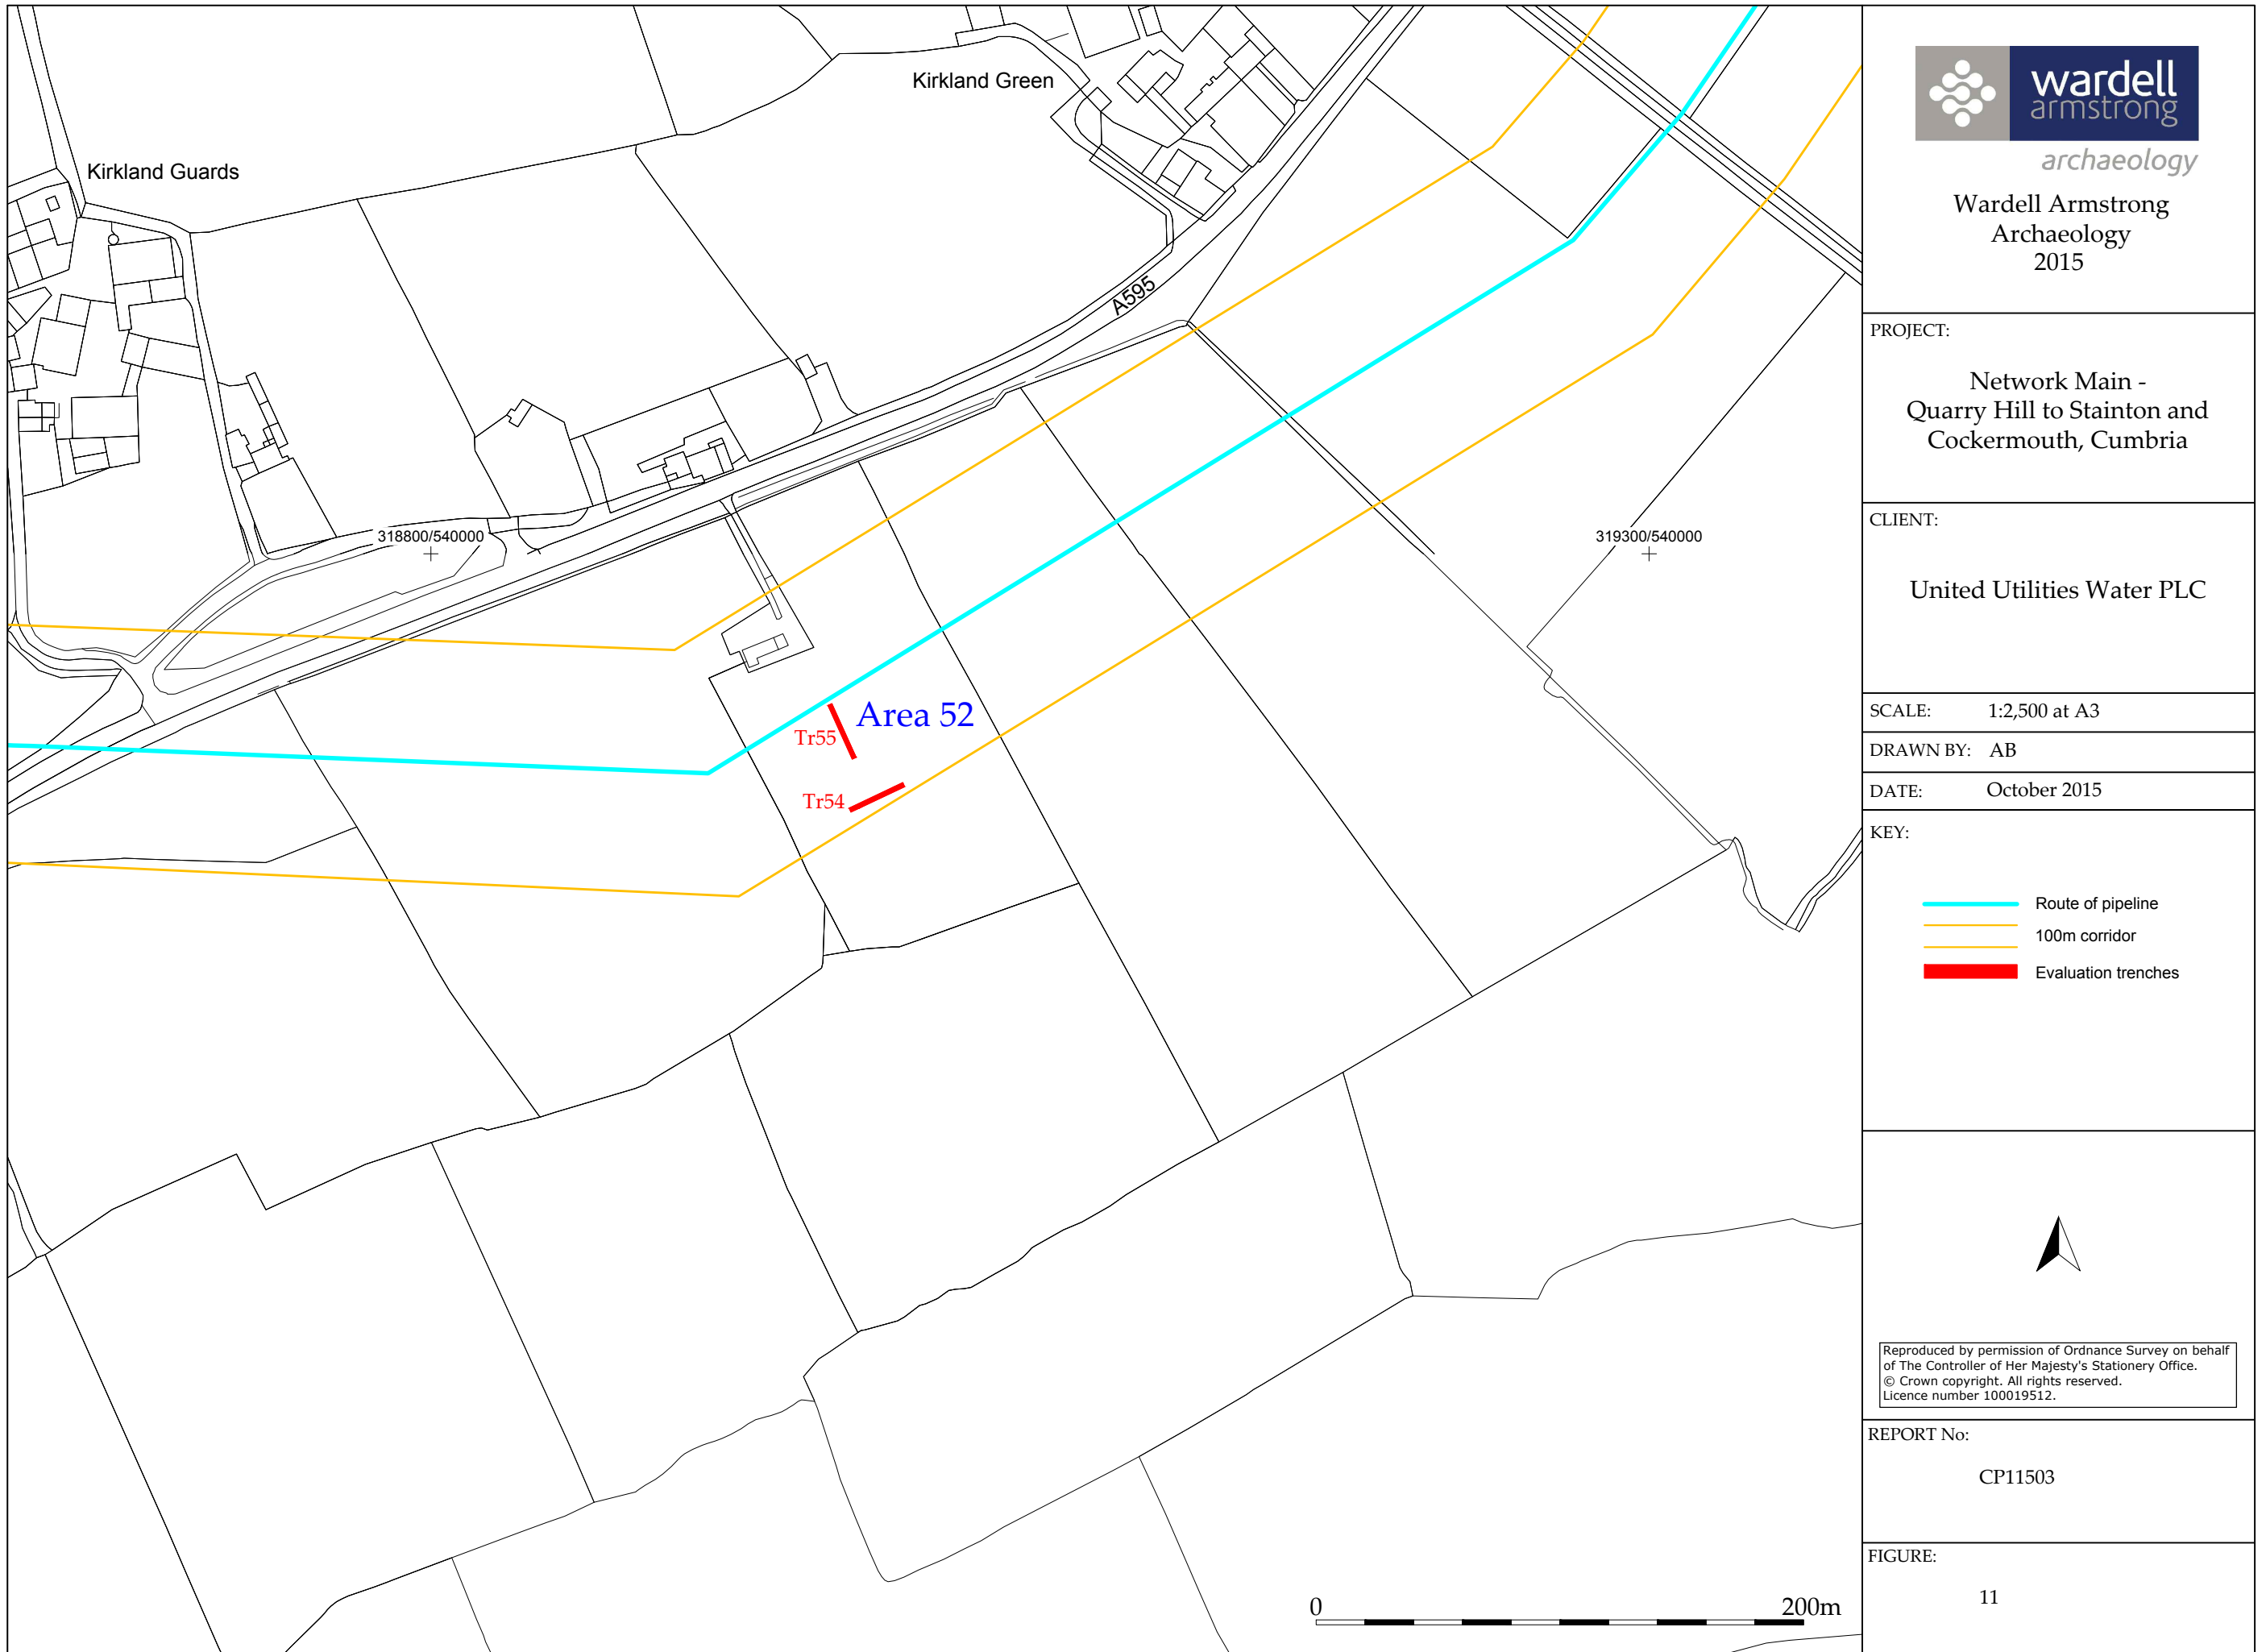 Kirkland Green
Kirkland Guards
A595
318800/540000
319300/540000
Area 52
Tr55
Tr54
0 200m
wardell
armstrong
archaeology
Wardell Armstrong
Archaeology
2015
PROJECT:
Network Main -
Quarry Hill to Stainton and
Cockermouth, Cumbria
CLIENT:
United Utilities Water PLC
SCALE: 1:2,500 at A3
DRAWN BY: AB
DATE: October 2015
KEY:
Route of pipeline
100m corridor
Evaluation trenches
Reproduced by permission of Ordnance Survey on behalf
of The Controller of Her Majesty's Stationery Office.
© Crown copyright. All rights reserved.
Licence number 100019512.
REPORT No:
CP11503
FIGURE:
11